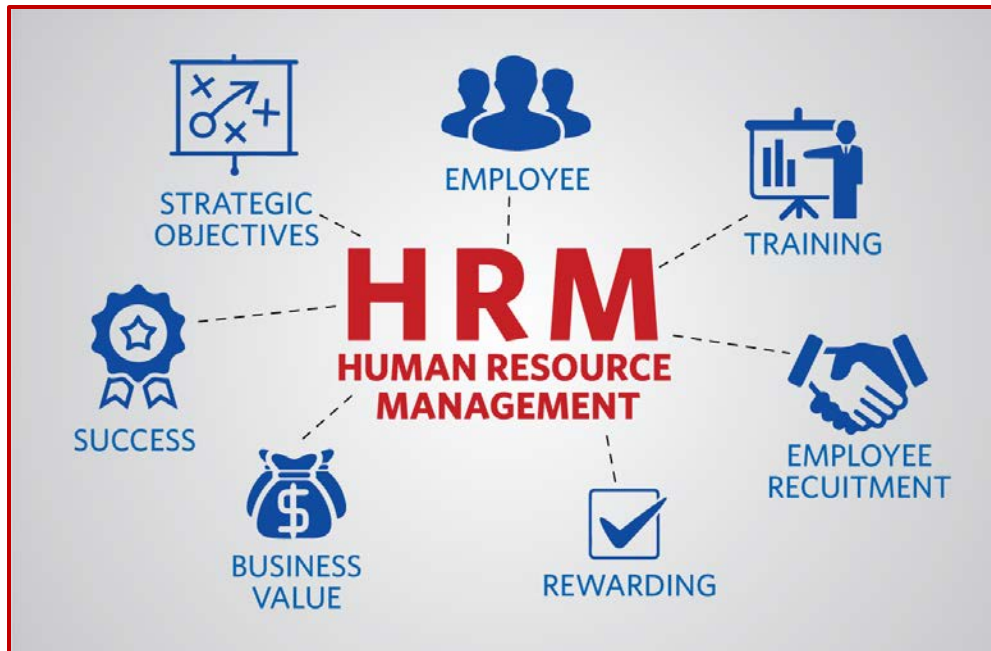 STRATEGIC
OBJECTIVES
EMPLOYEE
TRAINING
HRM
HUMAN RESOURCE
MANAGEMENT
SUCCESS
EMPLOYEE
RECUITMENT
BUSINESS
VALUE
$
REWARDING